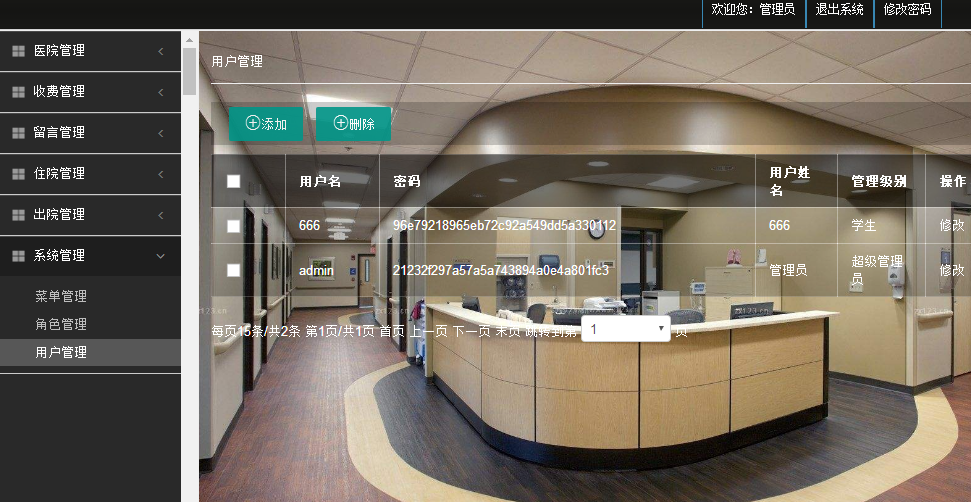 欢迎您：管理员 退出系统 修改密码
医院管理
收费管理
留言管理
住院管理
出院管理
系统管理
菜单管理
角色管理
用户管理
用户管理
添加 删除
用户名 密码 用户姓名 管理级别 操作
666 96e79218965eb72c92a549dd5a330112 666 学生 修改
admin 21232f297a57a5a743894a0e4a801fc3 管理员 超级管理员 修改
每页15条/共2条 第1页/共1页 首页 上一页 下一页 末页 跳转到第 1 页